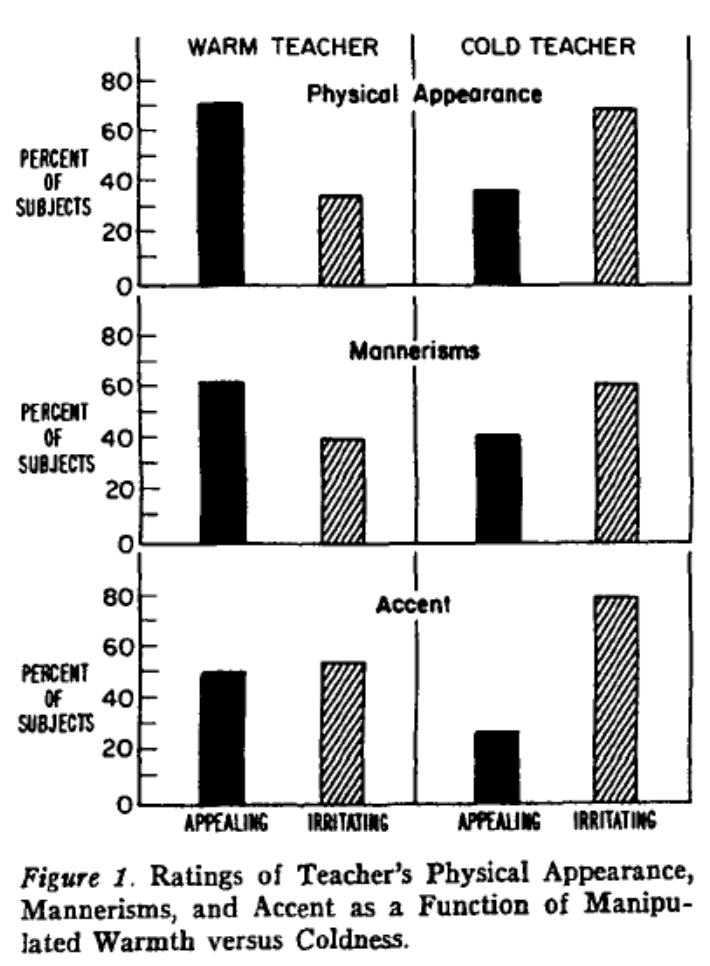 WARM TEACHER COLD TEACHER
Physical Appearance
PERCENT
OF
SUBJECTS
80
60
40
20
0
Mannerisms
PERCENT
OF
SUBJECTS
80
60
40
20
0
Accent
PERCENT
OF
SUBJECTS
80
60
40
20
0
APPEALING IRRITATING APPEALING IRRITATING
Figure 1. Ratings of Teacher's Physical Appearance,
Mannerisms, and Accent as a Function of Manipu-
lated Warmth versus Coldness.